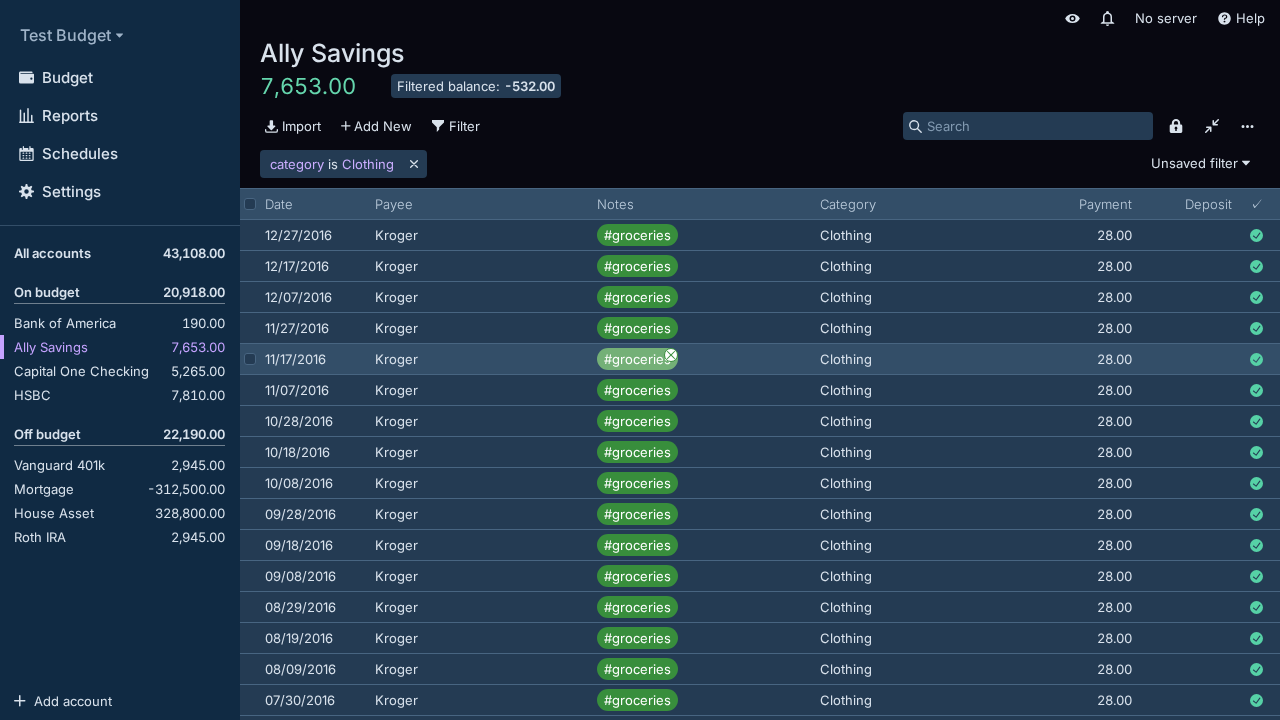 Test Budget
Budget
Reports
Schedules
Settings
All accounts 43,108.00
On budget 20,918.00
Bank of America 190.00
Ally Savings 7,653.00
Capital One Checking 5,265.00
HSBC 7,810.00
Off budget 22,190.00
Vanguard 401k 2,945.00
Mortgage -312,500.00
House Asset 328,800.00
Roth IRA 2,945.00
Add account
No server Help
Ally Savings
7,653.00 Filtered balance: -532.00
Import Add New Filter Search
category is Clothing Unsaved filter
Date Payee Notes Category Payment Deposit ✓
12/27/2016 Kroger #groceries Clothing 28.00
12/17/2016 Kroger #groceries Clothing 28.00
12/07/2016 Kroger #groceries Clothing 28.00
11/27/2016 Kroger #groceries Clothing 28.00
11/17/2016 Kroger #groceries Clothing 28.00
11/07/2016 Kroger #groceries Clothing 28.00
10/28/2016 Kroger #groceries Clothing 28.00
10/18/2016 Kroger #groceries Clothing 28.00
10/08/2016 Kroger #groceries Clothing 28.00
09/28/2016 Kroger #groceries Clothing 28.00
09/18/2016 Kroger #groceries Clothing 28.00
09/08/2016 Kroger #groceries Clothing 28.00
08/29/2016 Kroger #groceries Clothing 28.00
08/19/2016 Kroger #groceries Clothing 28.00
08/09/2016 Kroger #groceries Clothing 28.00
07/30/2016 Kroger #groceries Clothing 28.00